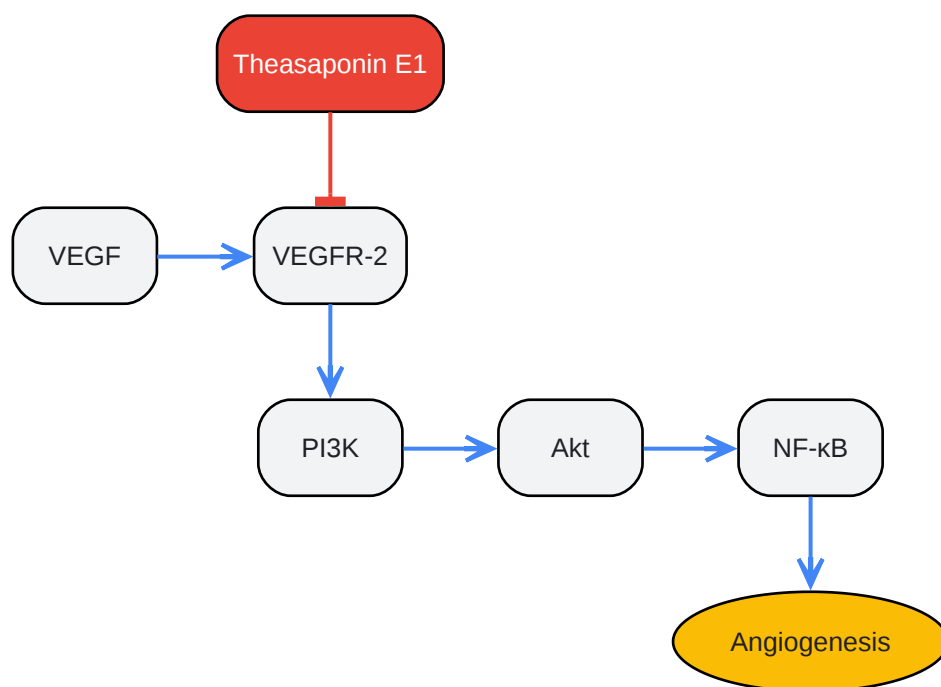 Theasaponin E1
VEGF
VEGFR-2
PI3K
Akt
NF-κB
Angiogenesis